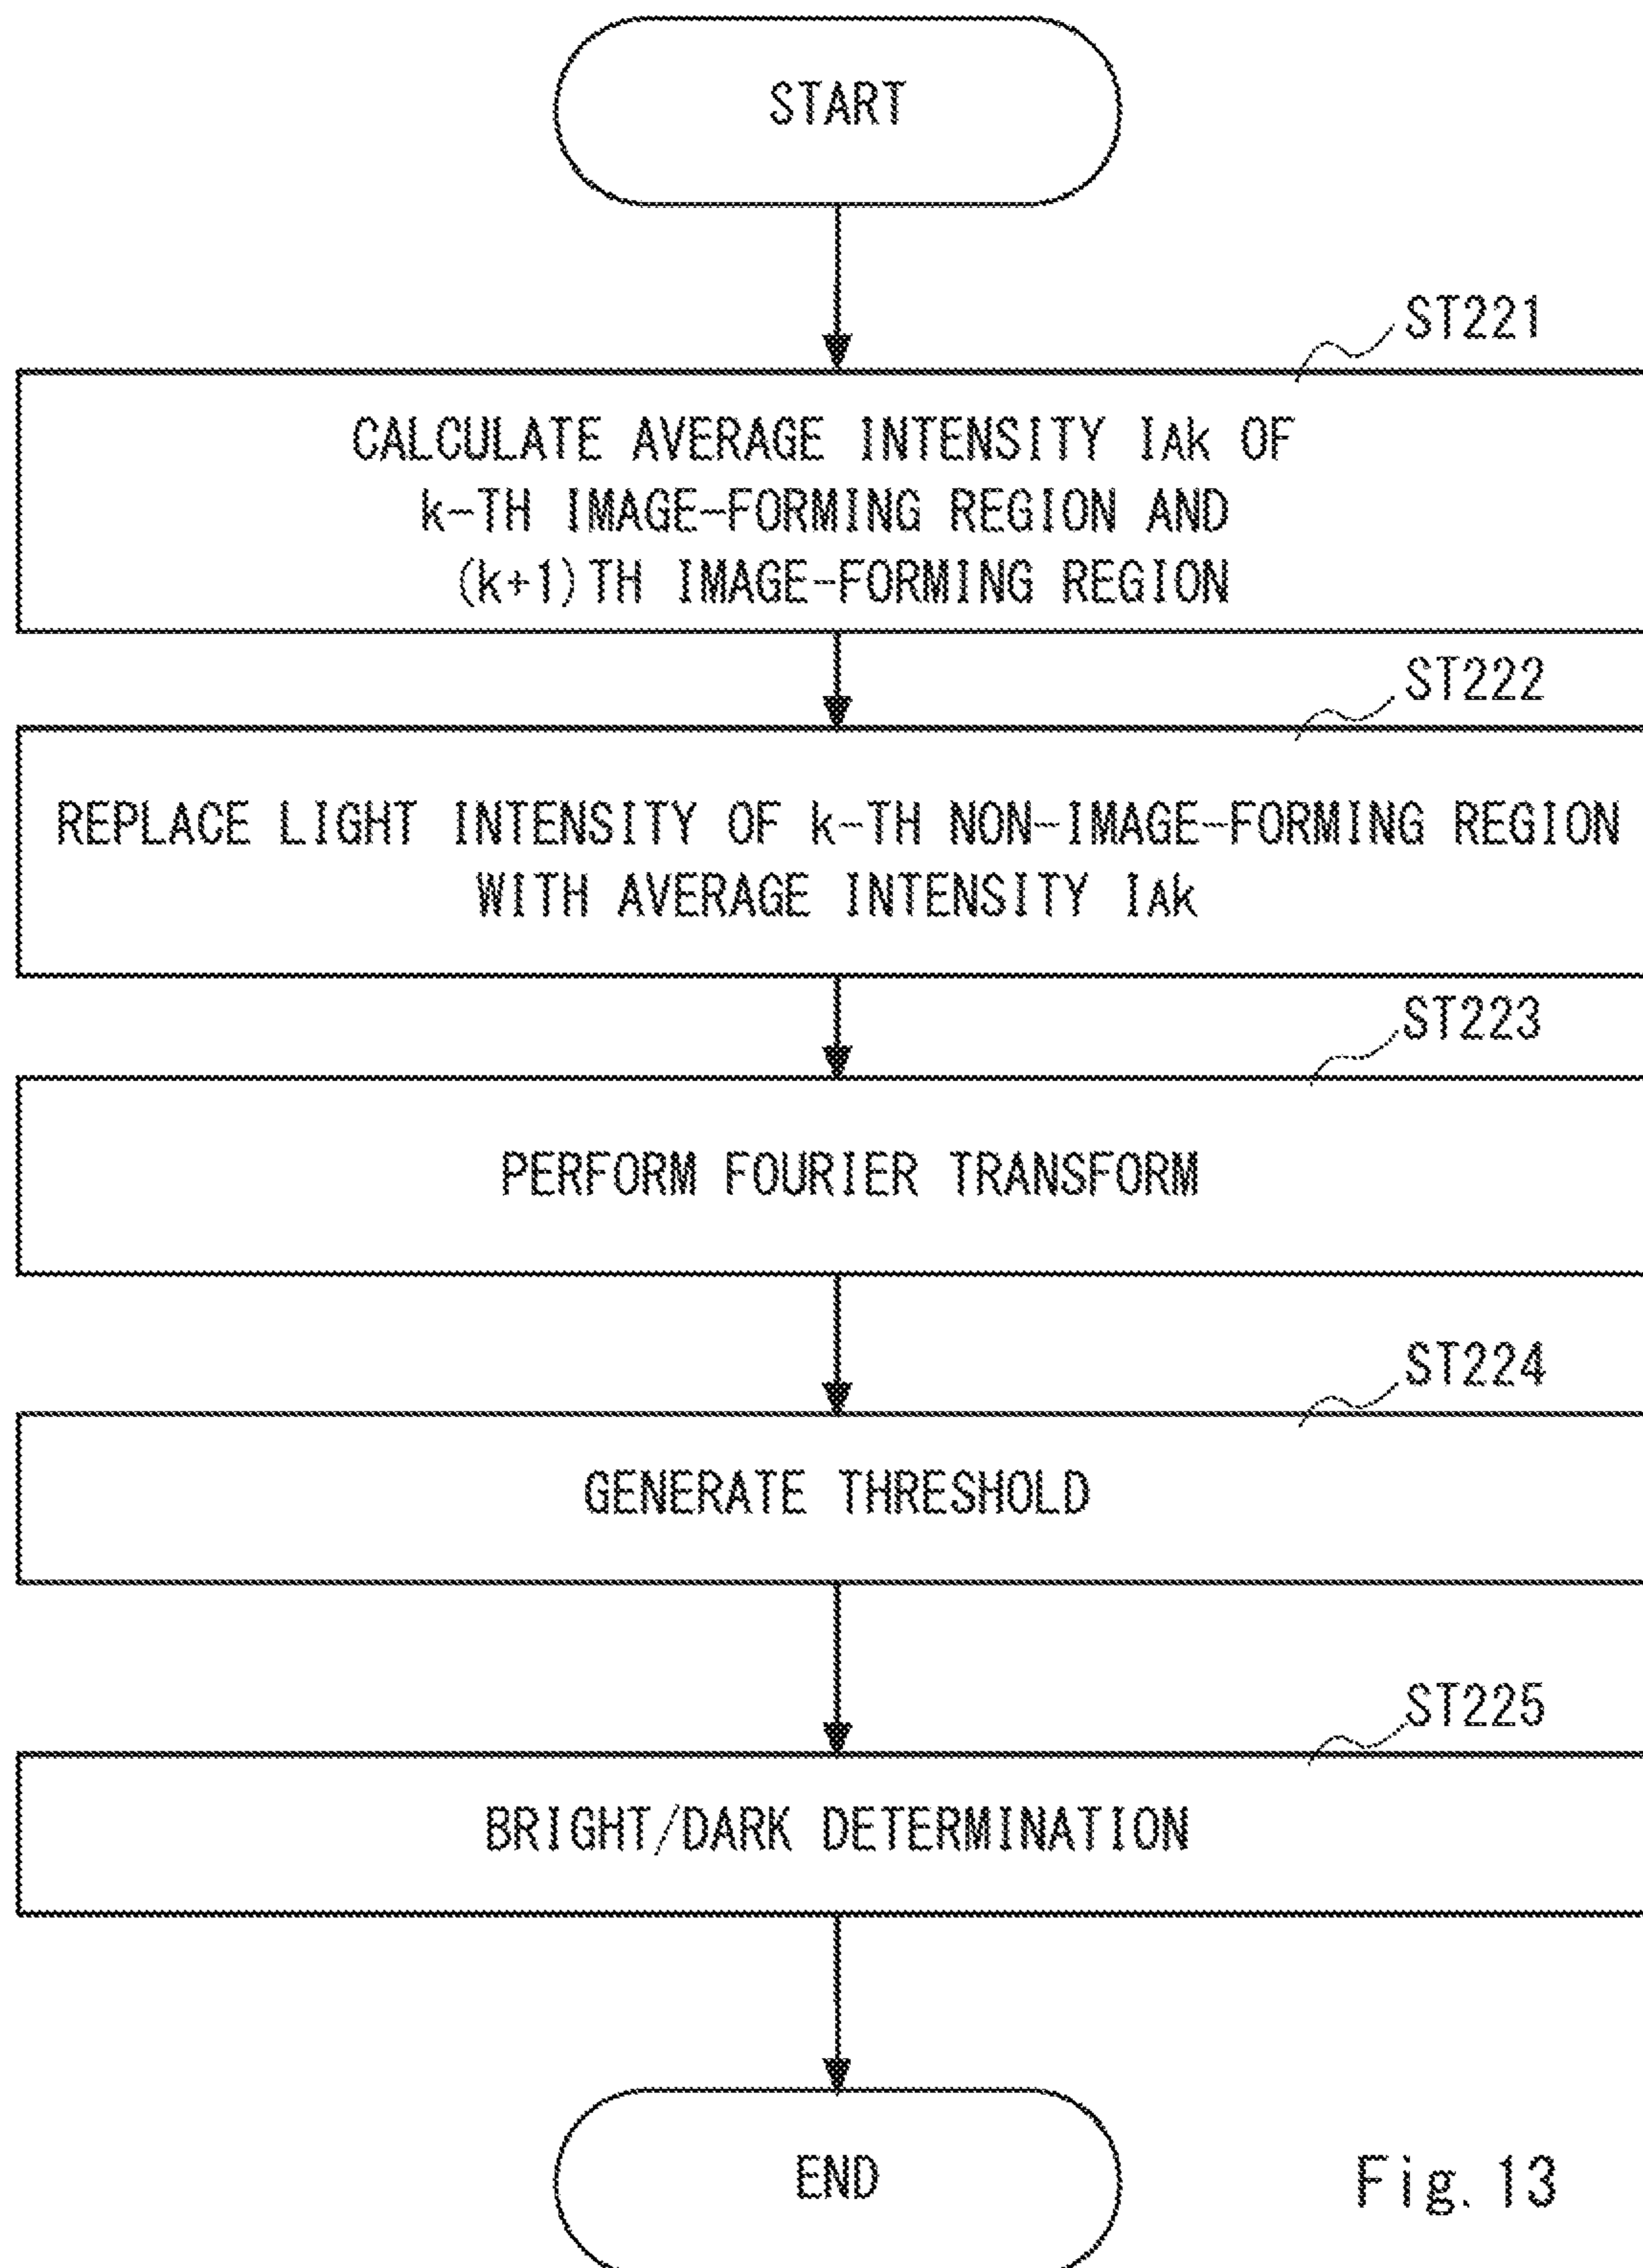 START
ST221
CALCULATE AVERAGE INTENSITY IAk OF
k-TH IMAGE-FORMING REGION AND
(k+1)TH IMAGE-FORMING REGION
ST222
REPLACE LIGHT INTENSITY OF k-TH NON-IMAGE-FORMING REGION
WITH AVERAGE INTENSITY IAk
ST223
PERFORM FOURIER TRANSFORM
ST224
GENERATE THRESHOLD
ST225
BRIGHT/DARK DETERMINATION
END
Fig. 13